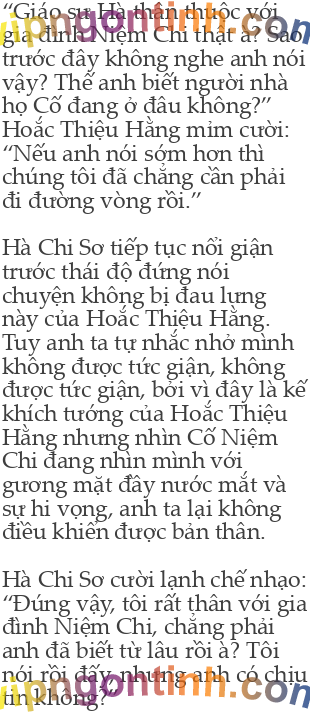 “Giáo sư Hà thân thuộc với
gia đình Niệm Chi thật à? Sao
trước đây không nghe anh nói
vậy? Thế anh biết người nhà
họ Cố đang ở đâu không?”
Hoắc Thiệu Hằng mỉm cười:
“Nếu anh nói sớm hơn thì
chúng tôi đã chẳng cần phải
đi đường vòng rồi.”
Hà Chi Sơ tiếp tục nổi giận
trước thái độ đứng nói
chuyện không bị đau lưng
này của Hoắc Thiệu Hằng.
Tuy anh ta tự nhắc nhở mình
không được tức giận, không
được tức giận, bởi vì đây là kế
khích tướng của Hoắc Thiệu
Hằng nhưng nhìn Cố Niệm
Chi đang nhìn mình với
gương mặt đầy nước mắt và
sự hi vọng, anh ta lại không
điều khiển được bản thân.
Hà Chi Sơ cười lạnh chế nhạo:
“Đúng vậy, tôi rất thân với gia
đình Niệm Chi, chẳng phải
anh đã biết từ lâu rồi à? Tôi
nói rồi đấy, nhưng anh có chịu
tin không?”
vipngontinh.com
vipngontinh.com